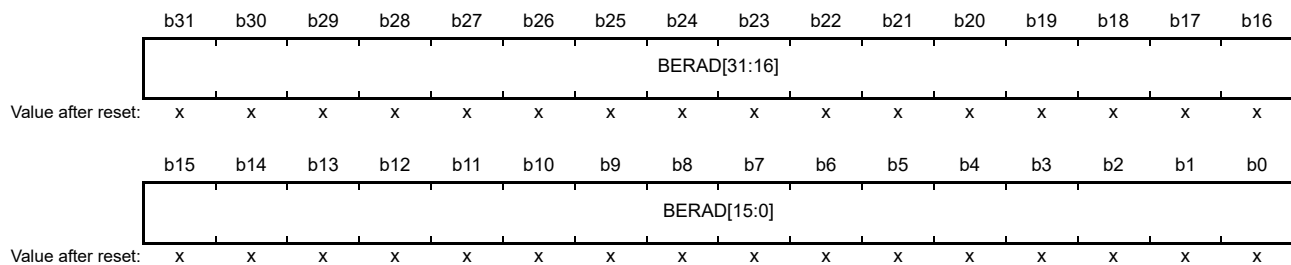 b31 b30 b29 b28 b27 b26 b25 b24 b23 b22 b21 b20 b19 b18 b17 b16
BERAD[31:16]
Value after reset: x x x x x x x x x x x x x x x x
b15 b14 b13 b12 b11 b10 b9 b8 b7 b6 b5 b4 b3 b2 b1 b0
BERAD[15:0]
Value after reset: x x x x x x x x x x x x x x x x